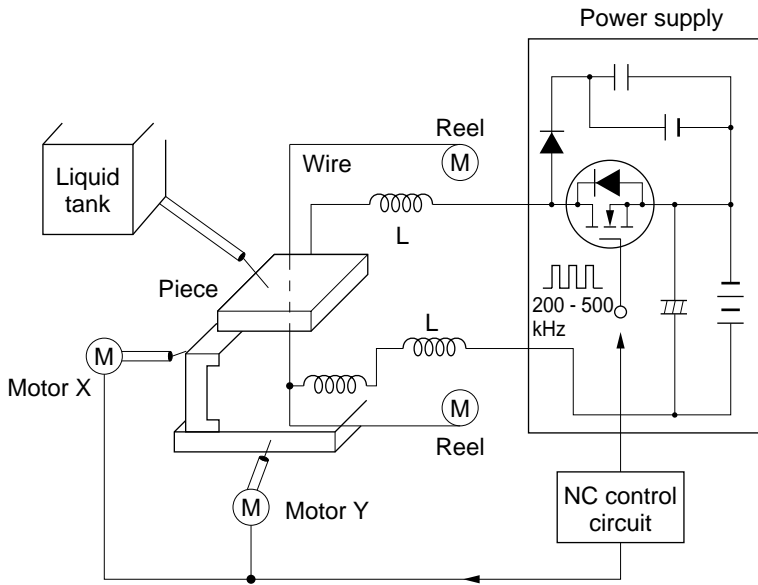 Power supply
Reel
M
Wire
Liquid
tank
L
Piece
200 - 500
kHz
L
M
Motor X
M
Reel
M
Motor Y
NC control
circuit